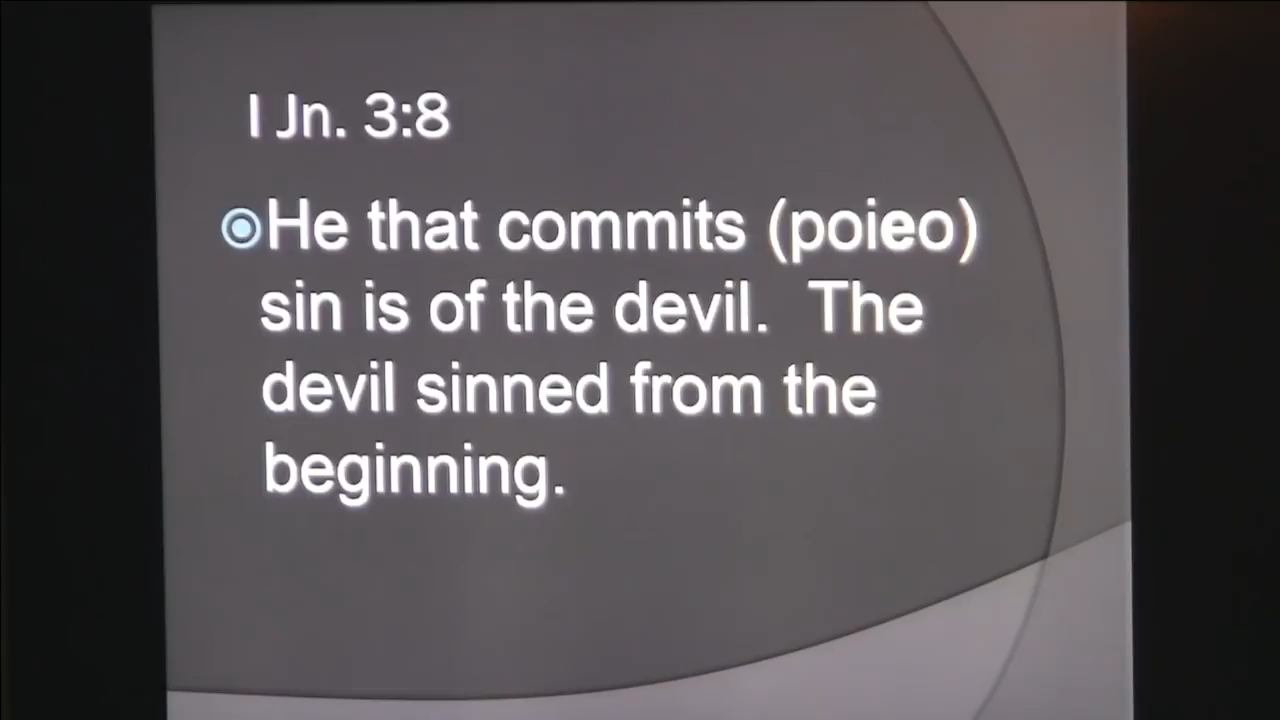 I Jn. 3:8
He that commits (poieo)
sin is of the devil.  The
devil sinned from the
beginning.